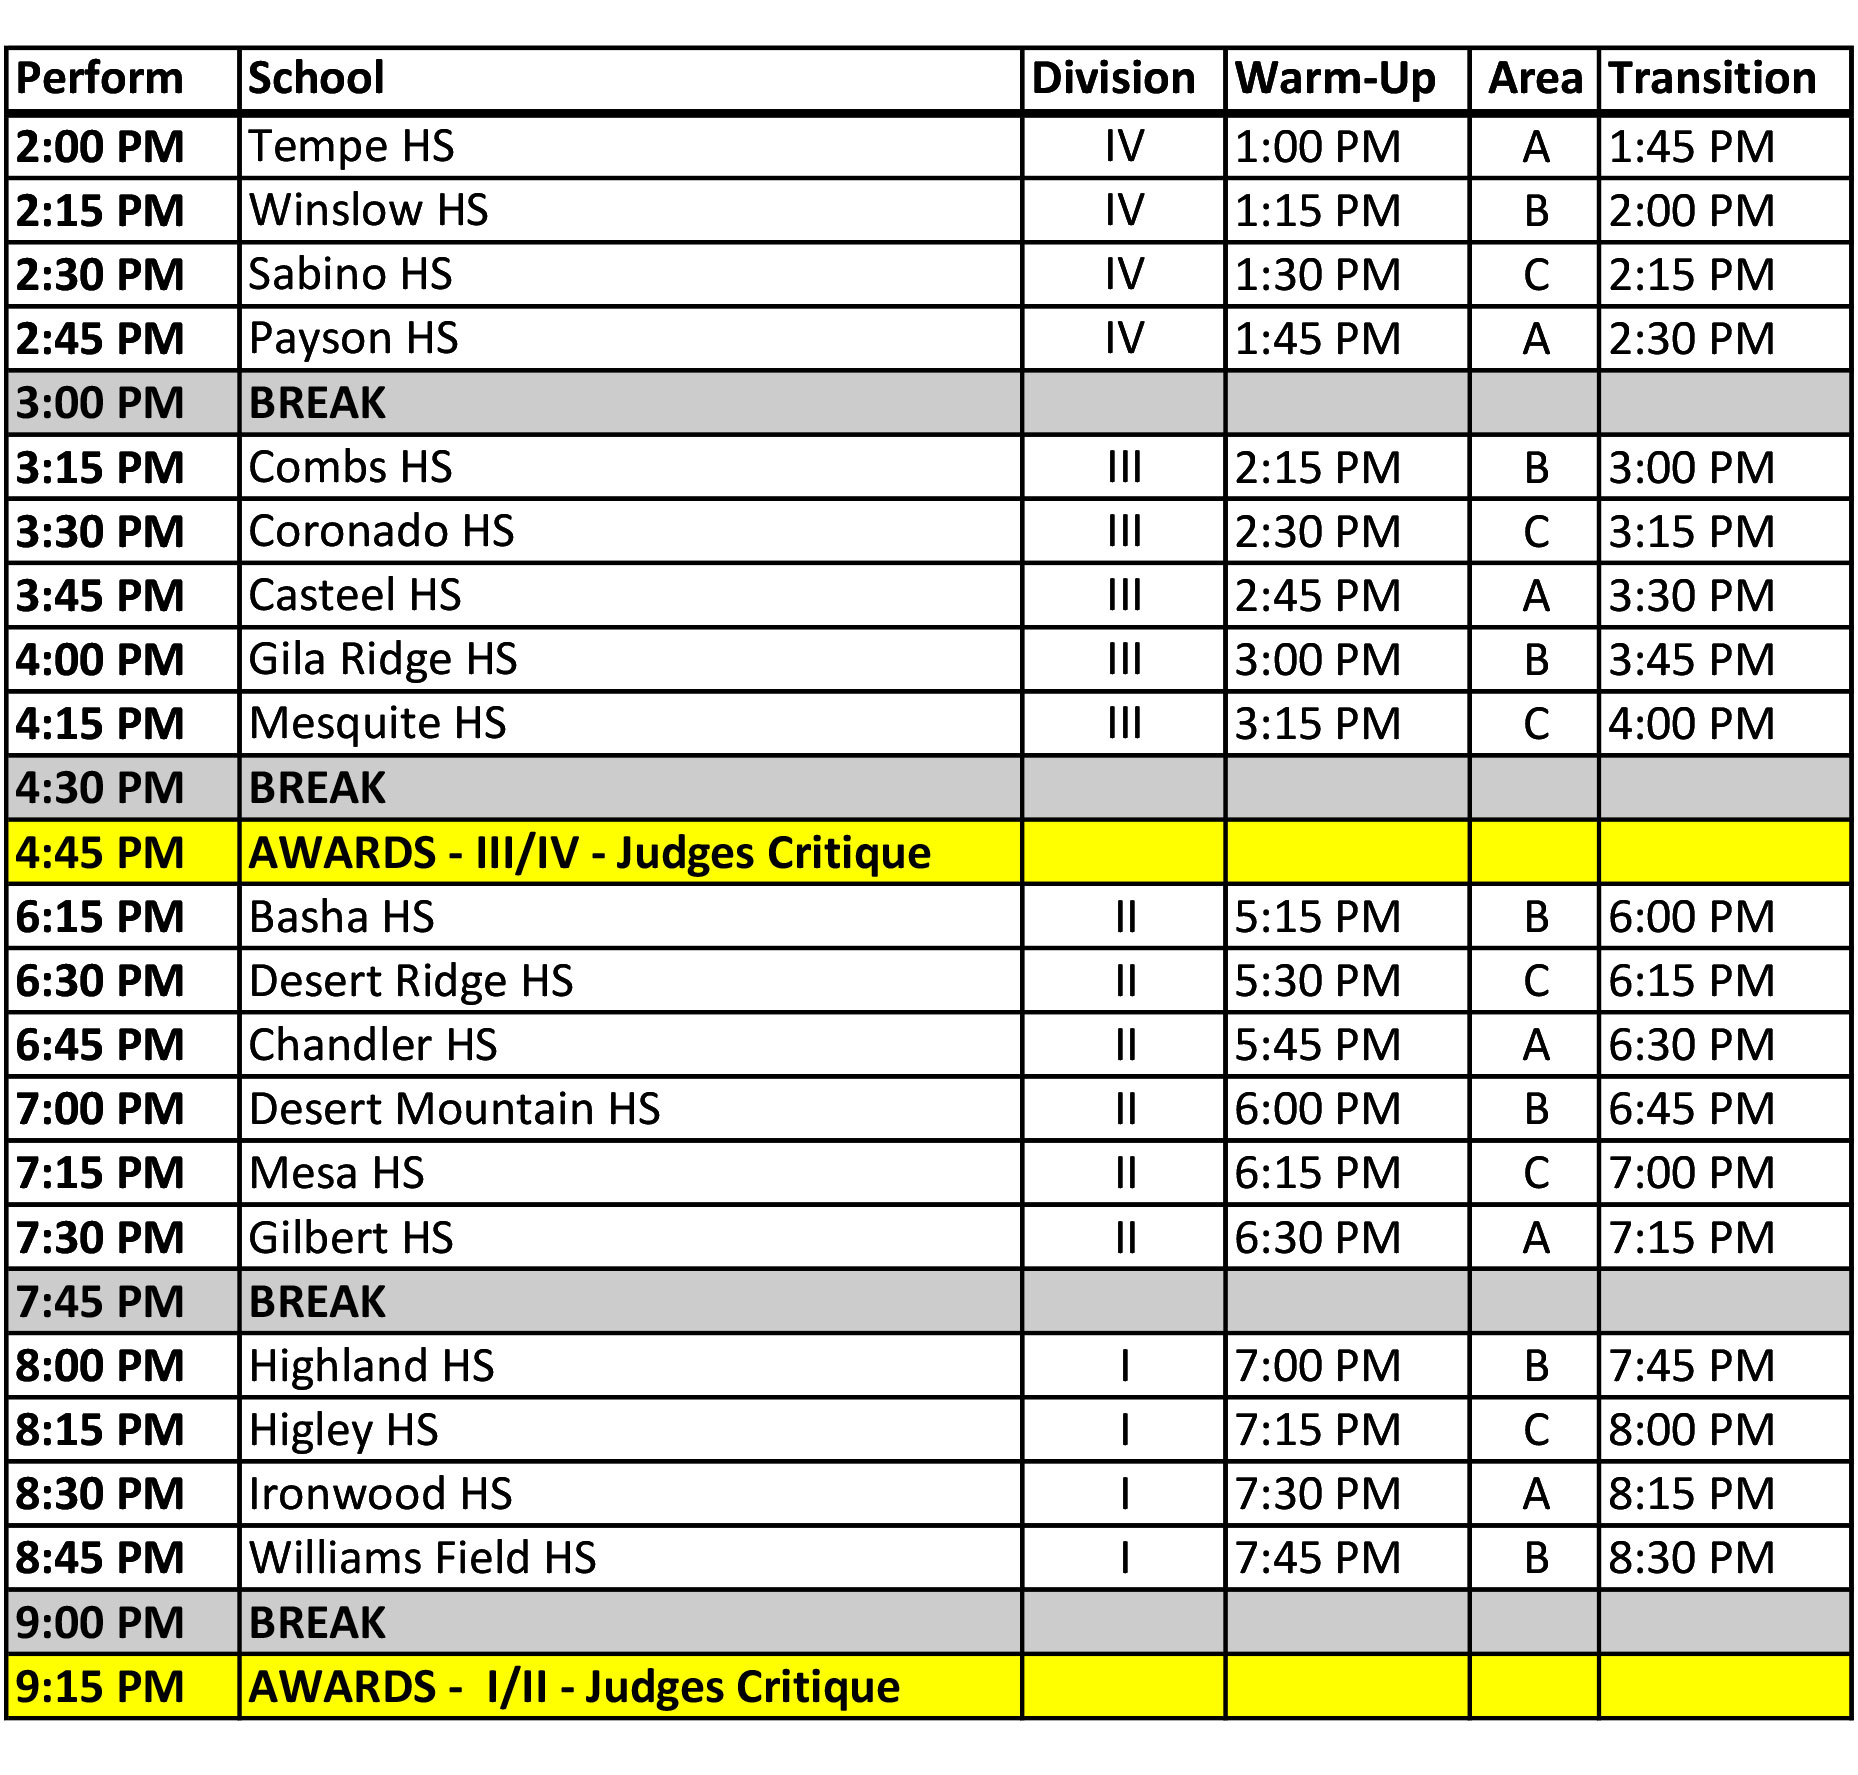 Perform School Division Warm-Up Area Transition
2:00 PM Tempe HS IV 1:00 PM A 1:45 PM
2:15 PM Winslow HS IV 1:15 PM B 2:00 PM
2:30 PM Sabino HS IV 1:30 PM C 2:15 PM
2:45 PM Payson HS IV 1:45 PM A 2:30 PM
3:00 PM BREAK
3:15 PM Combs HS III 2:15 PM B 3:00 PM
3:30 PM Coronado HS III 2:30 PM C 3:15 PM
3:45 PM Casteel HS III 2:45 PM A 3:30 PM
4:00 PM Gila Ridge HS III 3:00 PM B 3:45 PM
4:15 PM Mesquite HS III 3:15 PM C 4:00 PM
4:30 PM BREAK
4:45 PM AWARDS - III/IV - Judges Critique
6:15 PM Basha HS II 5:15 PM B 6:00 PM
6:30 PM Desert Ridge HS II 5:30 PM C 6:15 PM
6:45 PM Chandler HS II 5:45 PM A 6:30 PM
7:00 PM Desert Mountain HS II 6:00 PM B 6:45 PM
7:15 PM Mesa HS II 6:15 PM C 7:00 PM
7:30 PM Gilbert HS II 6:30 PM A 7:15 PM
7:45 PM BREAK
8:00 PM Highland HS I 7:00 PM B 7:45 PM
8:15 PM Higley HS I 7:15 PM C 8:00 PM
8:30 PM Ironwood HS I 7:30 PM A 8:15 PM
8:45 PM Williams Field HS I 7:45 PM B 8:30 PM
9:00 PM BREAK
9:15 PM AWARDS - I/II - Judges Critique